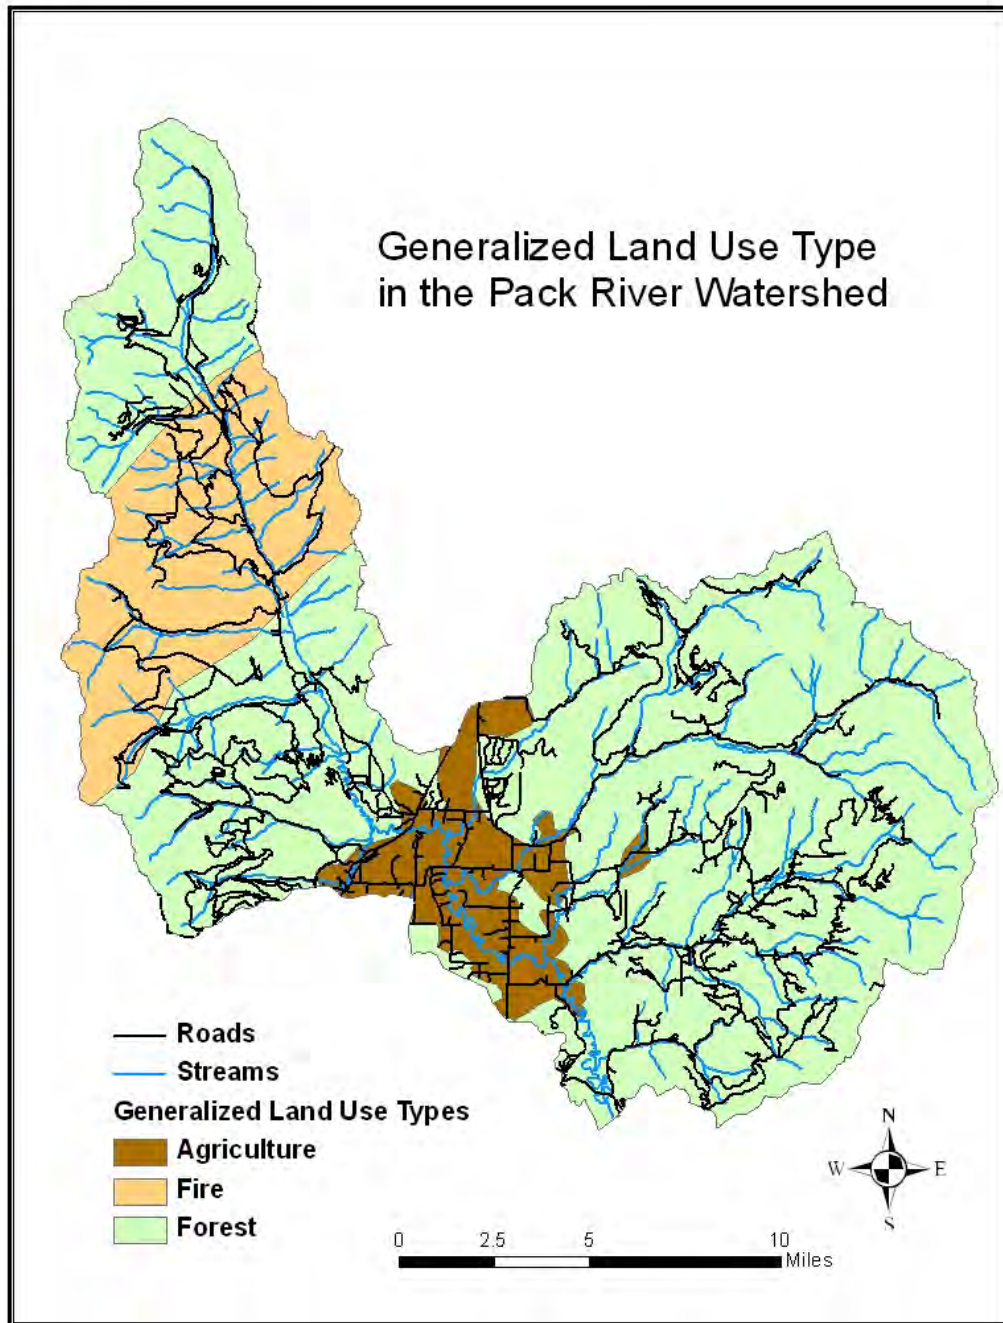 Generalized Land Use Type
in the Pack River Watershed
Roads
Streams
Generalized Land Use Types
Agriculture
Fire
Forest
N
W E
S
0 2.5 5 10
Miles